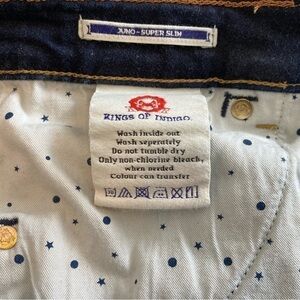 JUNO - SUPER SLIM
KINGS OF INDIGO.
Wash inside out
Wash seperately
Do not tumble dry
Only non-chlorine bleach,
when needed
Colour can transfer